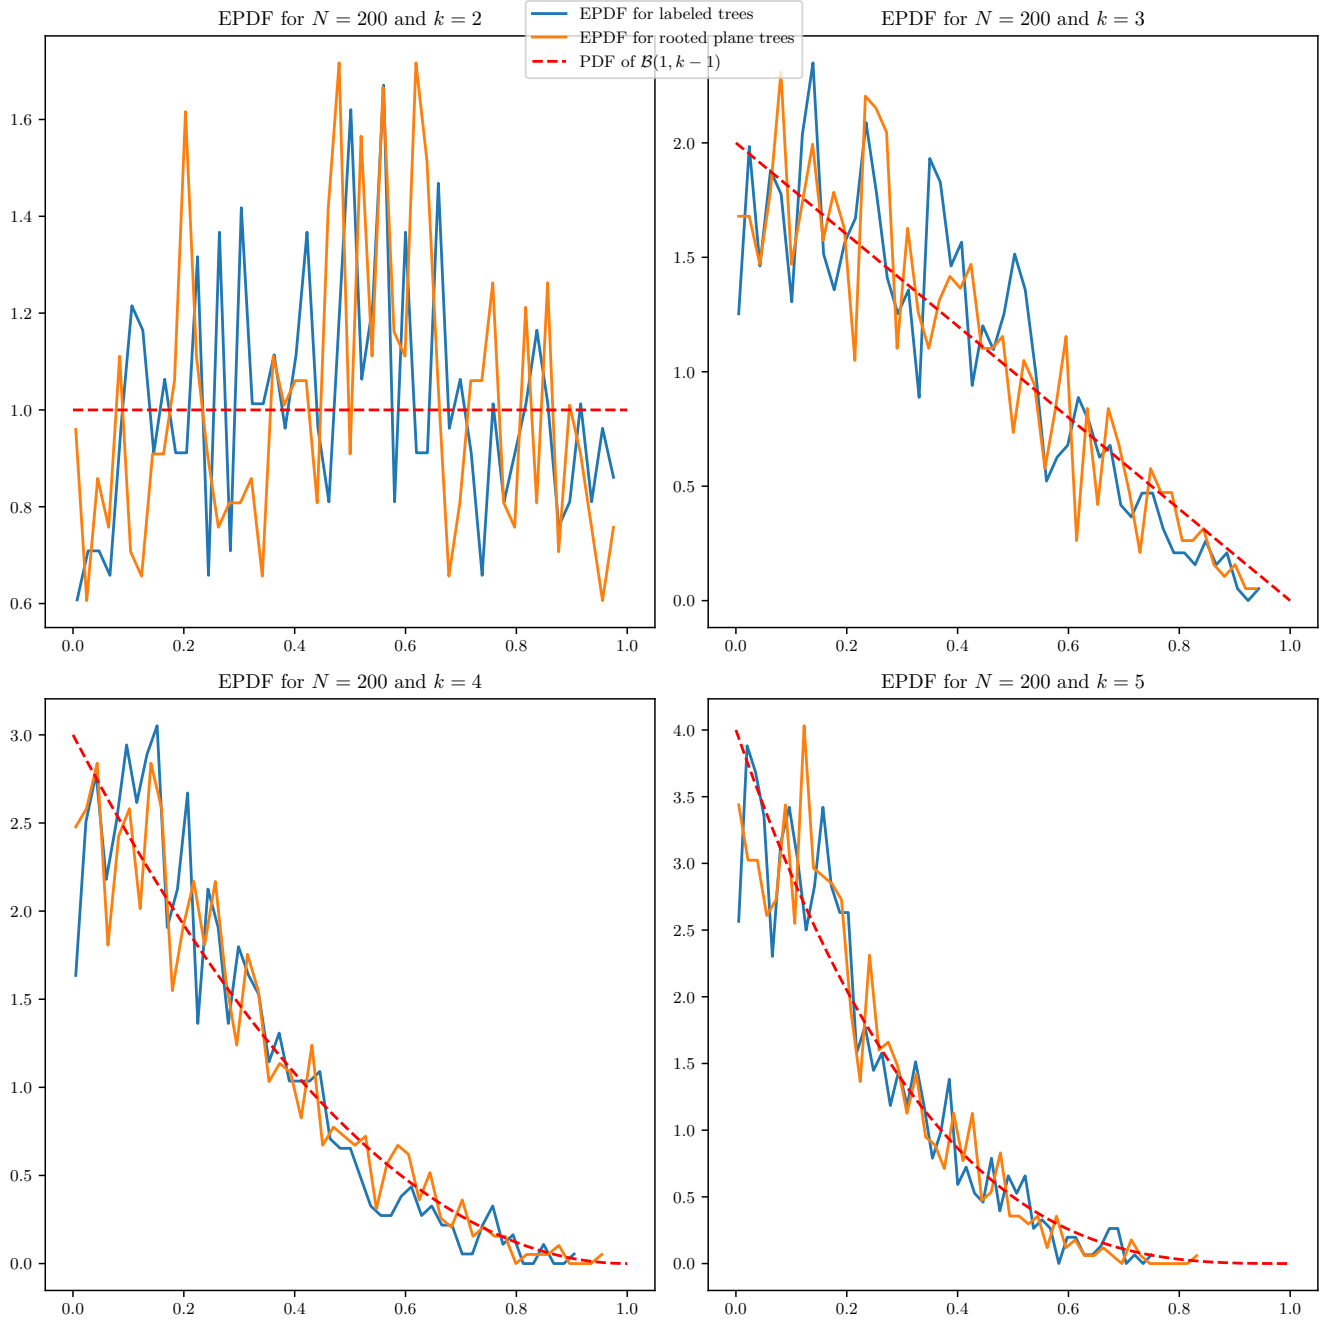 EPDF for N = 200 and k = 2
EPDF for labeled trees
EPDF for rooted plane trees
PDF of ℬ(1, k − 1)
EPDF for N = 200 and k = 3
1.6
1.4
1.2
1.0
0.8
0.6
0.0 0.2 0.4 0.6 0.8 1.0
2.0
1.5
1.0
0.5
0.0
0.0 0.2 0.4 0.6 0.8 1.0
EPDF for N = 200 and k = 4
3.0
2.5
2.0
1.5
1.0
0.5
0.0
0.0 0.2 0.4 0.6 0.8 1.0
EPDF for N = 200 and k = 5
4.0
3.5
3.0
2.5
2.0
1.5
1.0
0.5
0.0
0.0 0.2 0.4 0.6 0.8 1.0